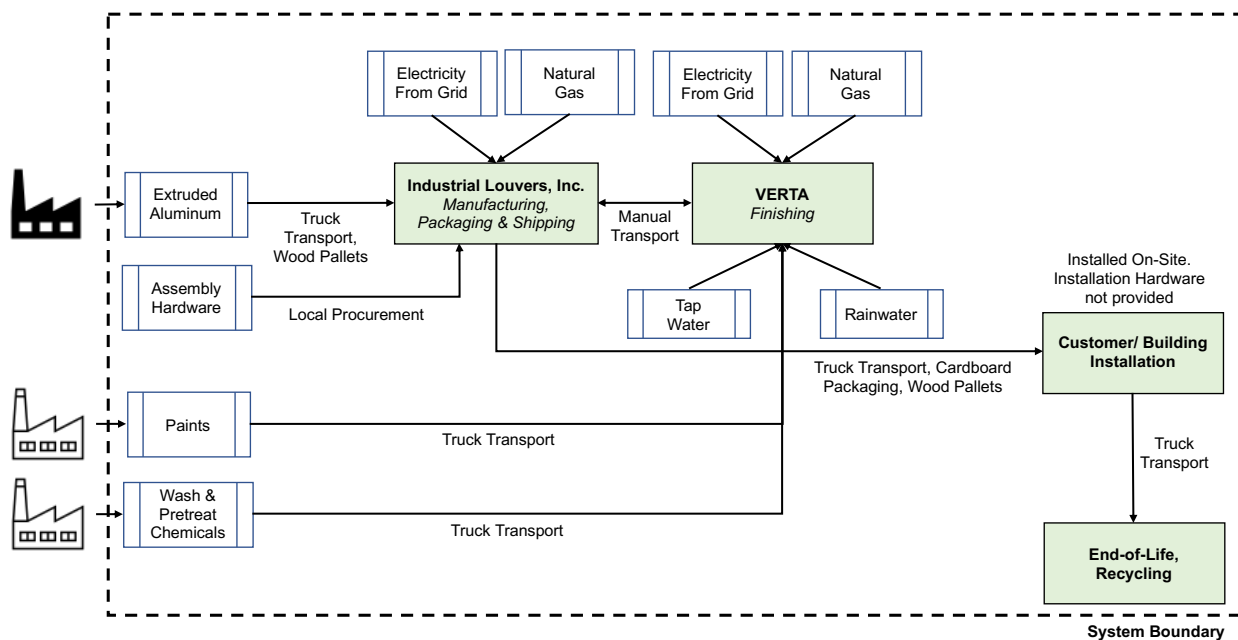 Electricity
From Grid
Natural
Gas
Electricity
From Grid
Natural
Gas
Extruded
Aluminum
Truck
Transport,
Wood Pallets
Industrial Louvers, Inc.
Manufacturing,
Packaging & Shipping
Manual
Transport
VERTA
Finishing
Assembly
Hardware
Local Procurement
Tap
Water
Rainwater
Installed On-Site.
Installation Hardware
not provided
Customer/ Building
Installation
Truck Transport, Cardboard
Packaging, Wood Pallets
Paints
Truck Transport
Truck
Transport
Wash &
Pretreat
Chemicals
Truck Transport
End-of-Life,
Recycling
System Boundary